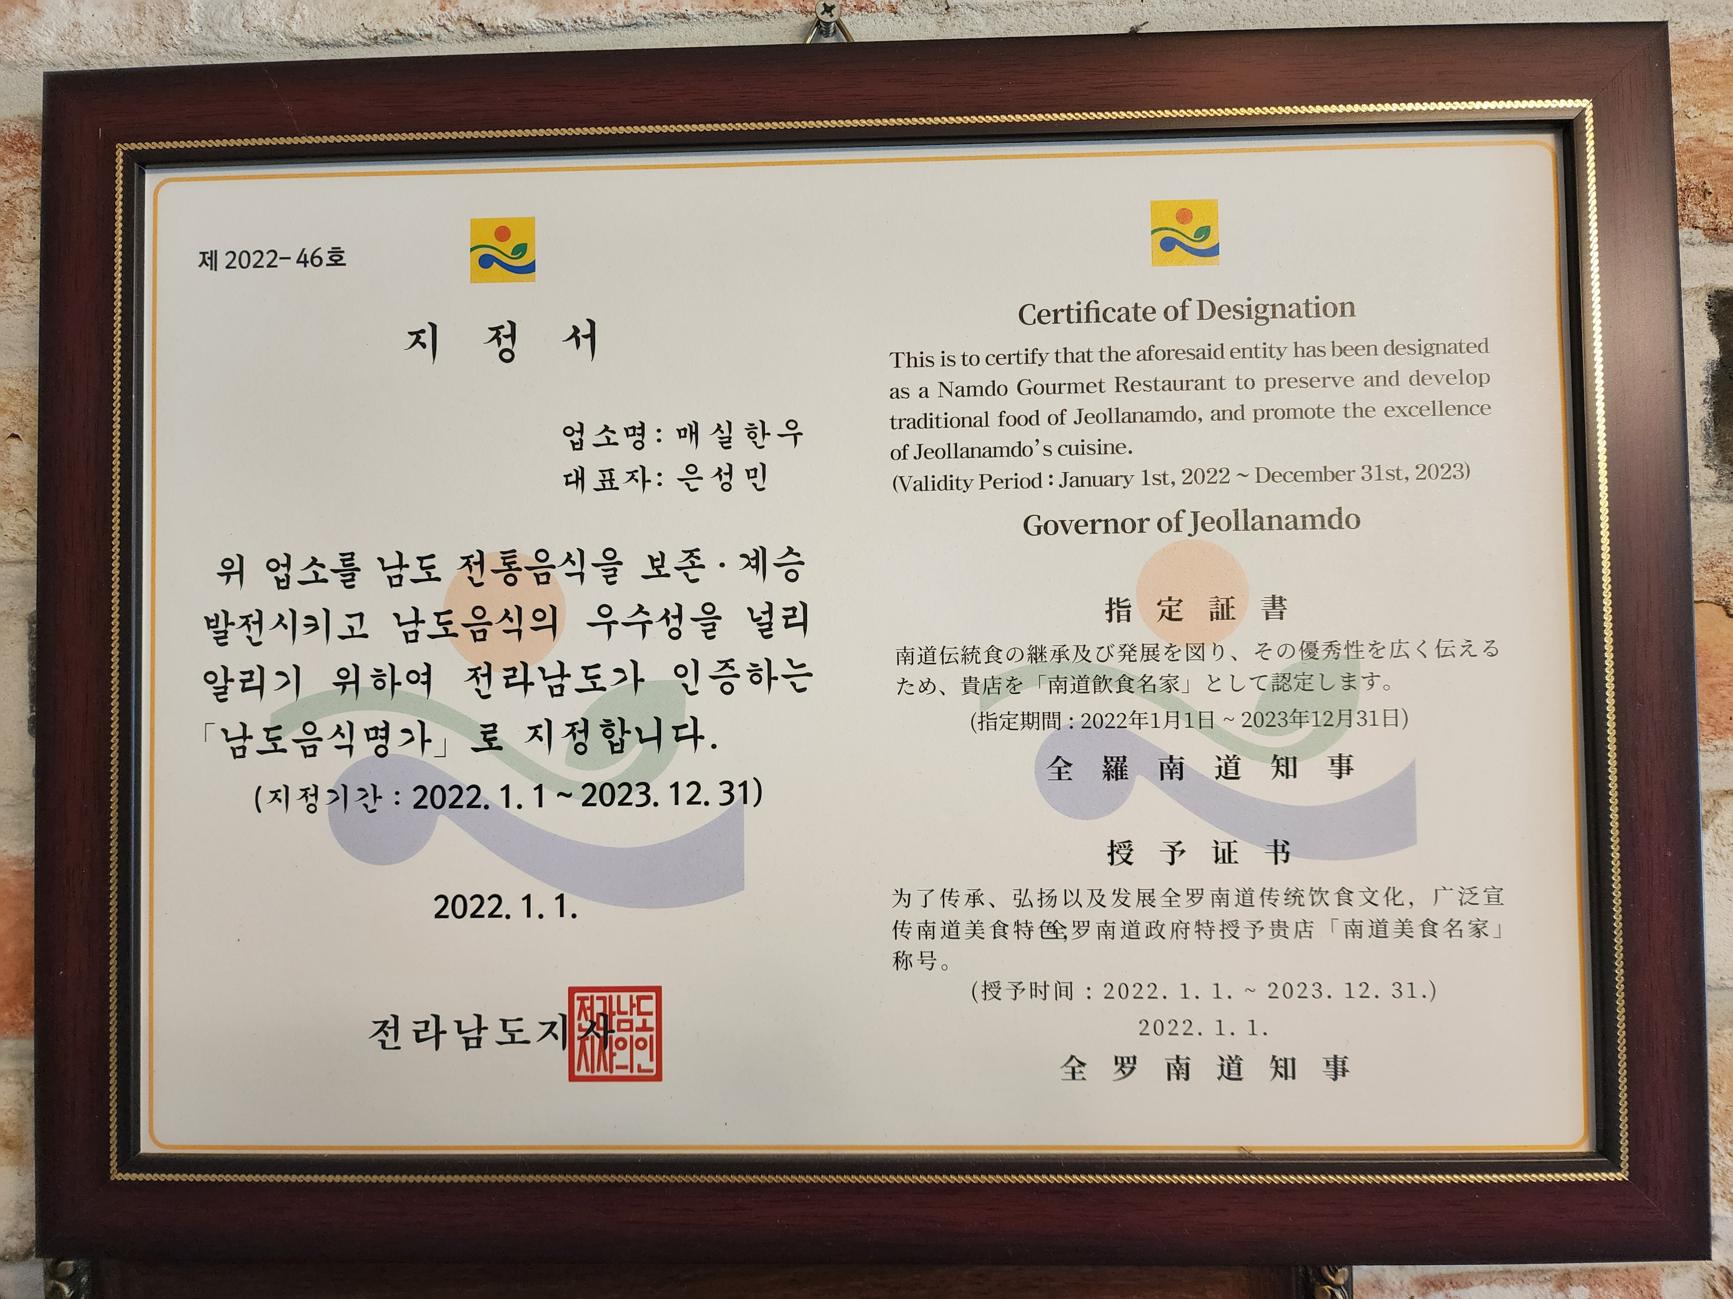 제 2022-46호
지 정 서
업소명: 매실한우
대표자: 은성민
위 업소를 남도 전통음식을 보존·계승
발전시키고 남도음식의 우수성을 널리
알리기 위하여 전라남도가 인증하는
「남도음식명가」로 지정합니다.
(지정기간 : 2022. 1. 1 ~ 2023. 12. 31)
2022. 1. 1.
전라남도지사
전라남도
지사의인
Certificate of Designation
This is to certify that the aforesaid entity has been designated
as a Namdo Gourmet Restaurant to preserve and develop
traditional food of Jeollanamdo, and promote the excellence
of Jeollanamdo's cuisine.
(Validity Period : January 1st, 2022 ~ December 31st, 2023)
Governor of Jeollanamdo
指 定 証 書
南道伝統食の継承及び発展を図り、その優秀性を広く伝える
ため、貴店を「南道飲食名家」として認定します。
(指定期間 : 2022年1月1日 ~ 2023年12月31日)
全 羅 南 道 知 事
授 予 证 书
为了传承、弘扬以及发展全罗南道传统饮食文化，广泛宣
传南道美食特色,全罗南道政府特授予贵店「南道美食名家」
称号。
(授予时间 : 2022. 1. 1. ~ 2023. 12. 31.)
2022. 1. 1.
全 罗 南 道 知 事